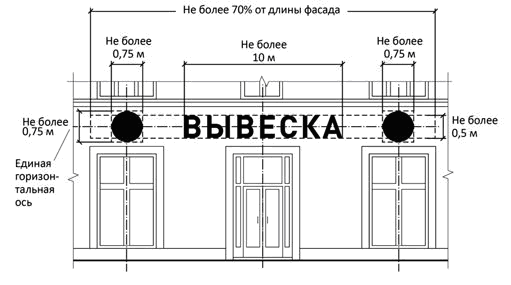 Не более 70% от длины фасада
Не более
0,75 м
Не более
10 м
Не более
0,75 м
Не более
0,75 м
ВЫВЕСКА
Не более
0,5 м
Единая
горизон-
тальная
ось